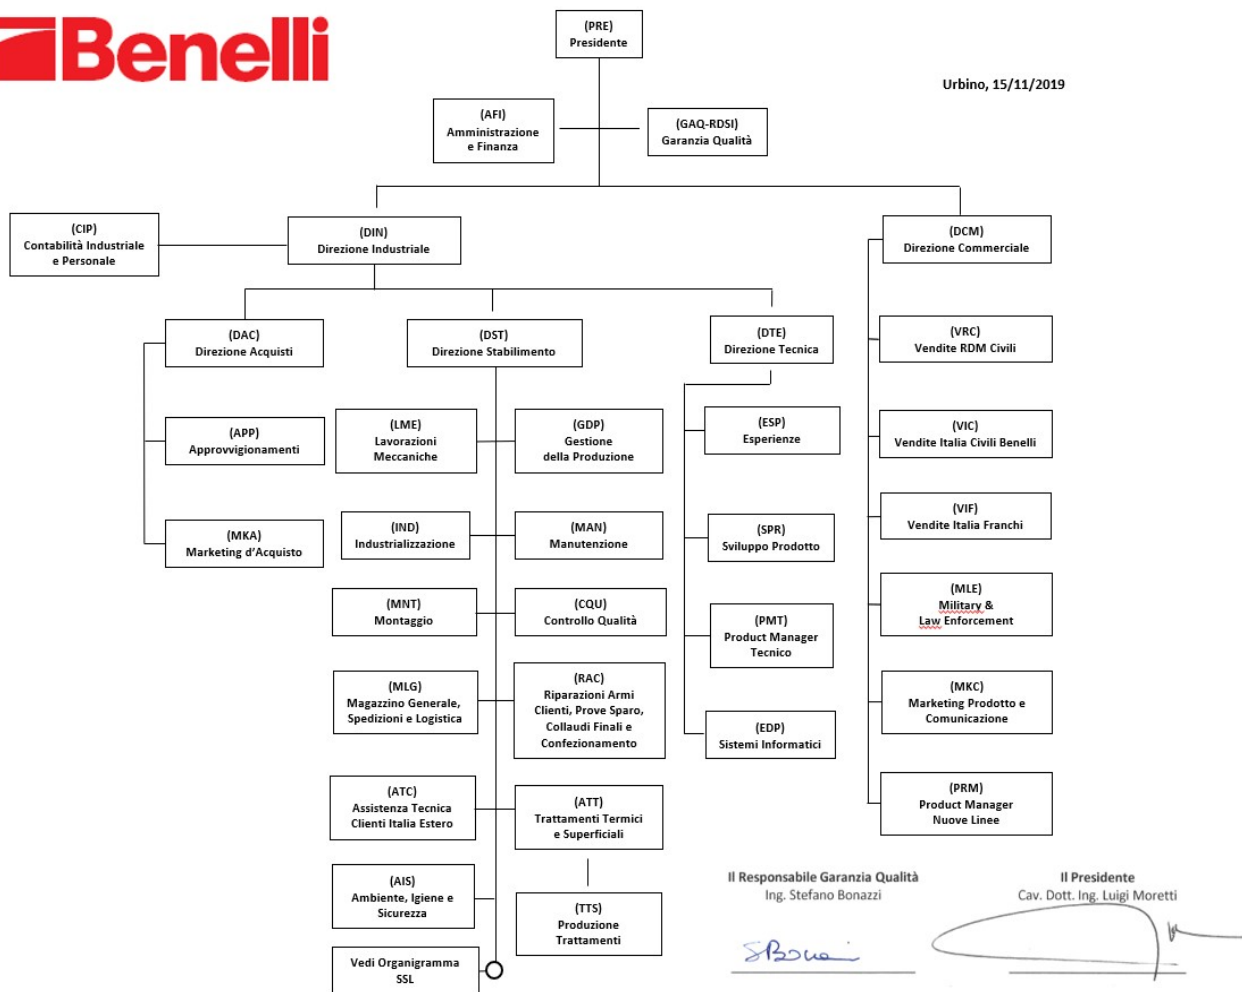 Benelli
(PRE)
Presidente
Urbino, 15/11/2019
(AFI)
Amministrazione
e Finanza
(GAQ-RDSI)
Garanzia Qualità
(CIP)
Contabilità Industriale
e Personale
(DIN)
Direzione Industriale
(DCM)
Direzione Commerciale
(DAC)
Direzione Acquisti
(DST)
Direzione Stabilimento
(DTE)
Direzione Tecnica
(VRC)
Vendite RDM Civili
(APP)
Approvvigionamenti
(LME)
Lavorazioni
Meccaniche
(GDP)
Gestione
della Produzione
(ESP)
Esperienze
(VIC)
Vendite Italia Civili Benelli
(MKA)
Marketing d'Acquisto
(IND)
Industrializzazione
(MAN)
Manutenzione
(SPR)
Sviluppo Prodotto
(VIF)
Vendite Italia Franchi
(MNT)
Montaggio
(CQU)
Controllo Qualità
(PMT)
Product Manager
Tecnico
(MLE)
Military &
Law Enforcement
(MLG)
Magazzino Generale,
Spedizioni e Logistica
(RAC)
Riparazioni Armi
Clienti, Prove Sparo,
Collaudi Finali e
Confezionamento
(EDP)
Sistemi Informatici
(MKC)
Marketing Prodotto e
Comunicazione
(ATC)
Assistenza Tecnica
Clienti Italia Estero
(ATT)
Trattamenti Termici
e Superficiali
(PRM)
Product Manager
Nuove Linee
(AIS)
Ambiente, Igiene e
Sicurezza
(TTS)
Produzione
Trattamenti
Vedi Organigramma
SSL
Il Responsabile Garanzia Qualità
Ing. Stefano Bonazzi
Il Presidente
Cav. Dott. Ing. Luigi Moretti